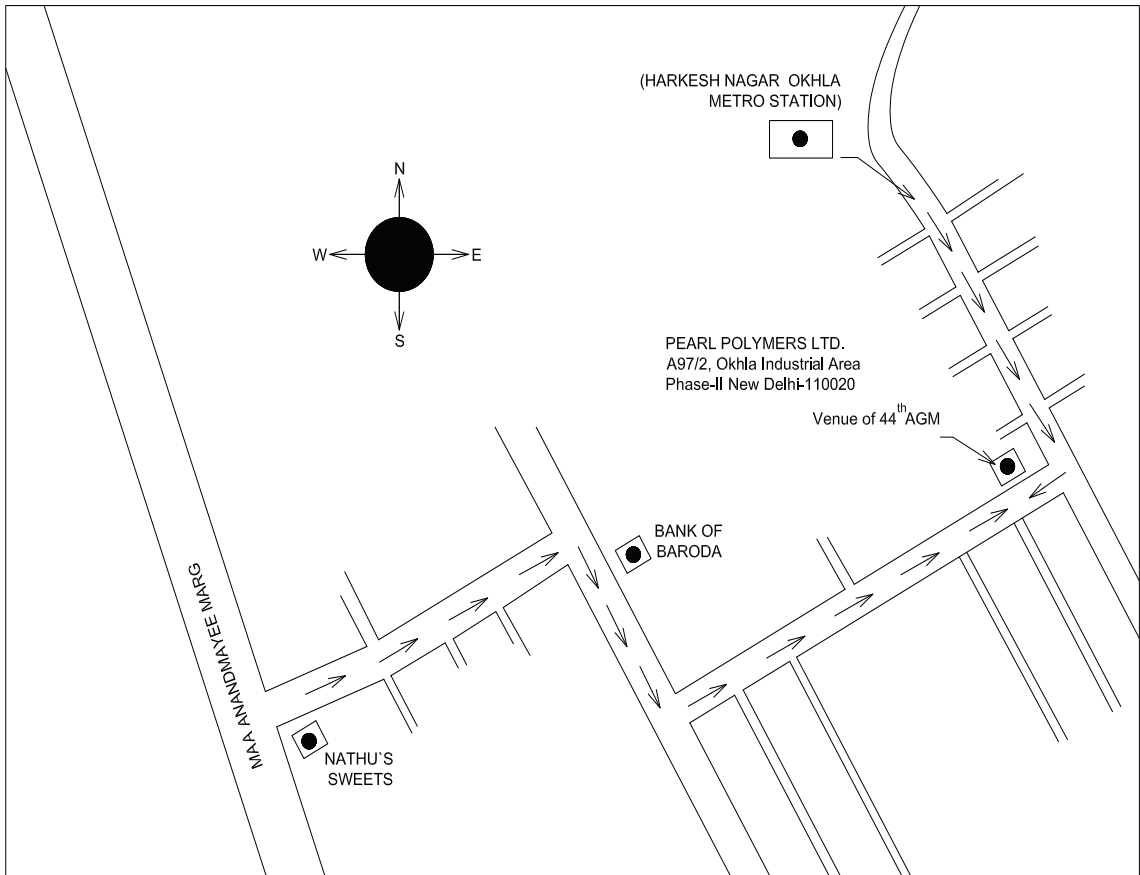 (HARKESH NAGAR OKHLA
METRO STATION)
N
W
E
S
PEARL POLYMERS LTD.
A97/2, Okhla Industrial Area
Phase-II New Delhi-110020
Venue of 44th AGM
BANK OF
BARODA
MAA ANANDMAYEE MARG
NATHU`S
SWEETS